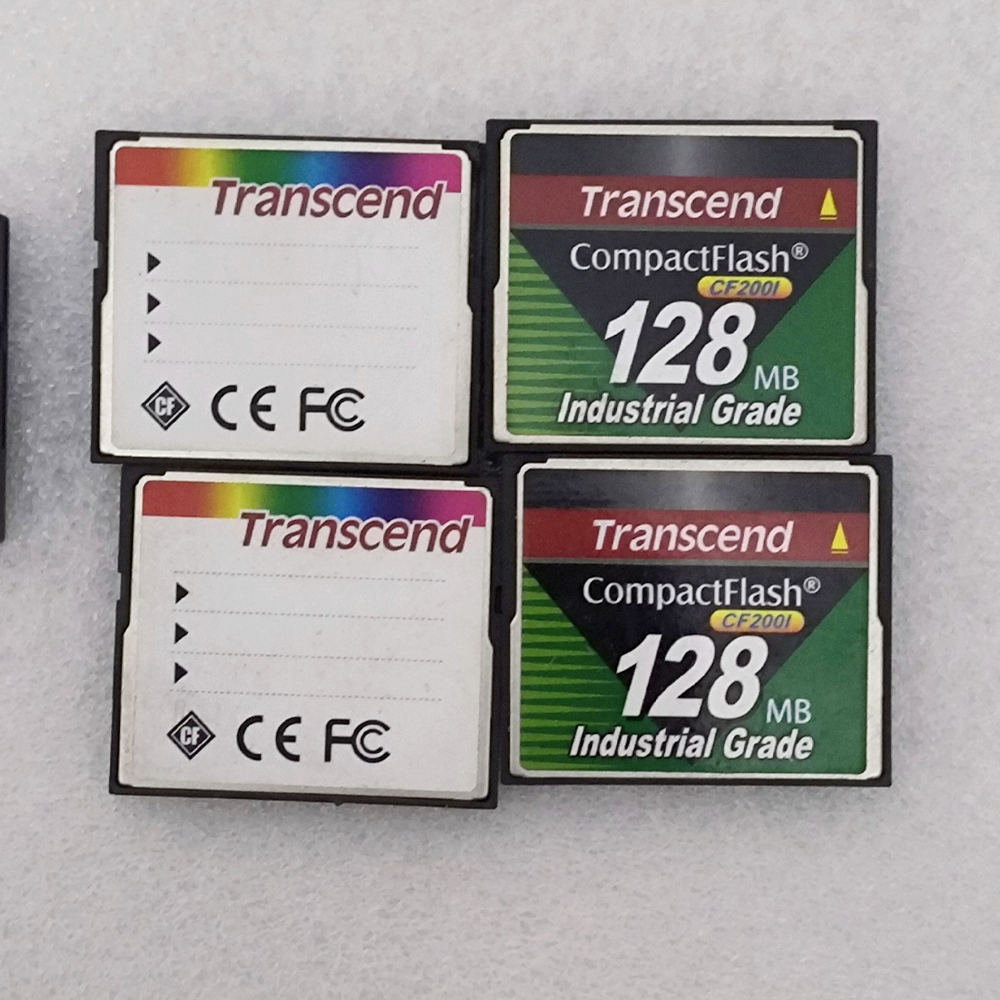 Transcend
CF CE FC
Transcend
CompactFlash®
CF200I
128 MB
Industrial Grade
Transcend
CF CE FC
Transcend
CompactFlash®
CF200I
128 MB
Industrial Grade